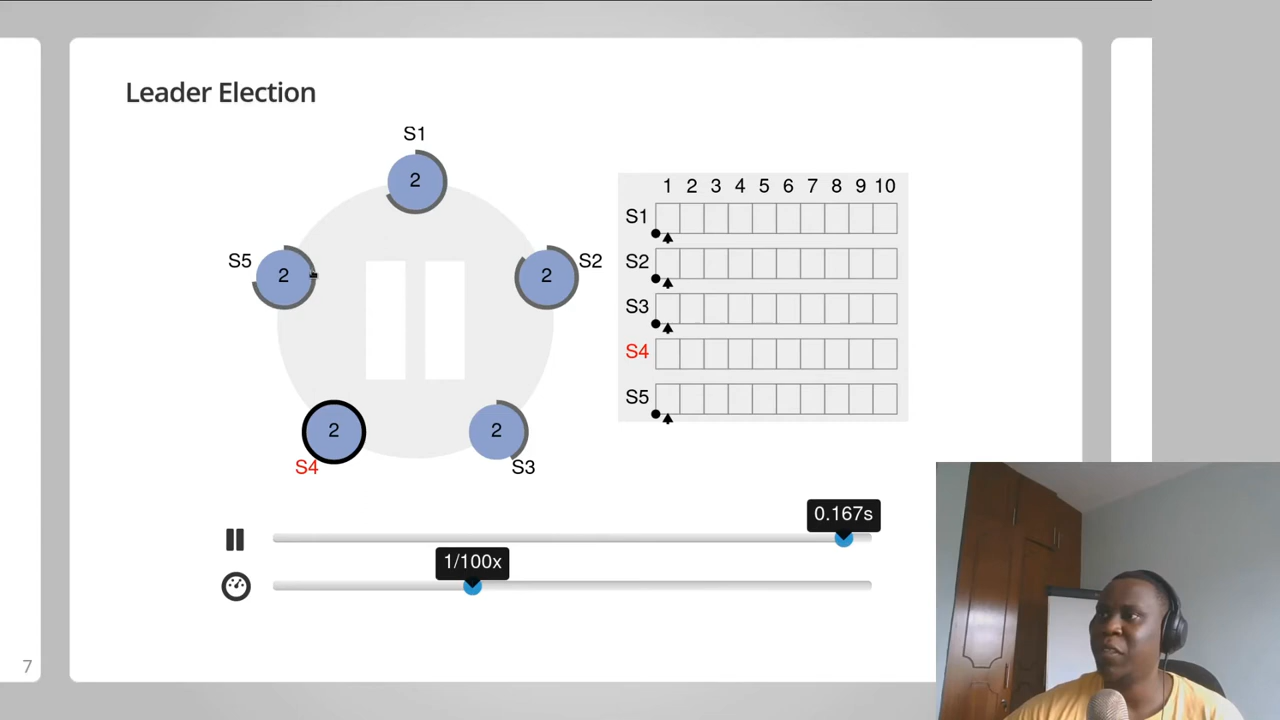 Leader Election
S1
2
S5
2
2
S2
2
S4
2
S3
1 2 3 4 5 6 7 8 9 10
S1
S2
S3
S4
S5
0.167s
1/100x
7